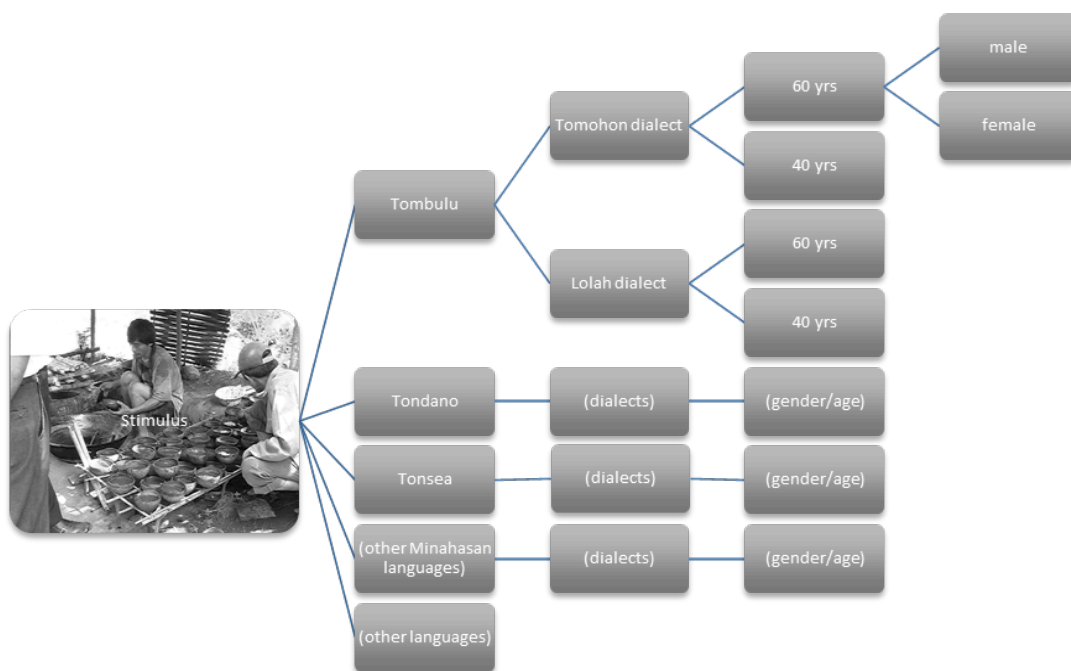 male
60 yrs
female
Tomohon dialect
40 yrs
Tombulu
60 yrs
Lolah dialect
40 yrs
Stimulus
Tondano
(dialects)
(gender/age)
Tonsea
(dialects)
(gender/age)
(other Minahasan
languages)
(dialects)
(gender/age)
(other languages)